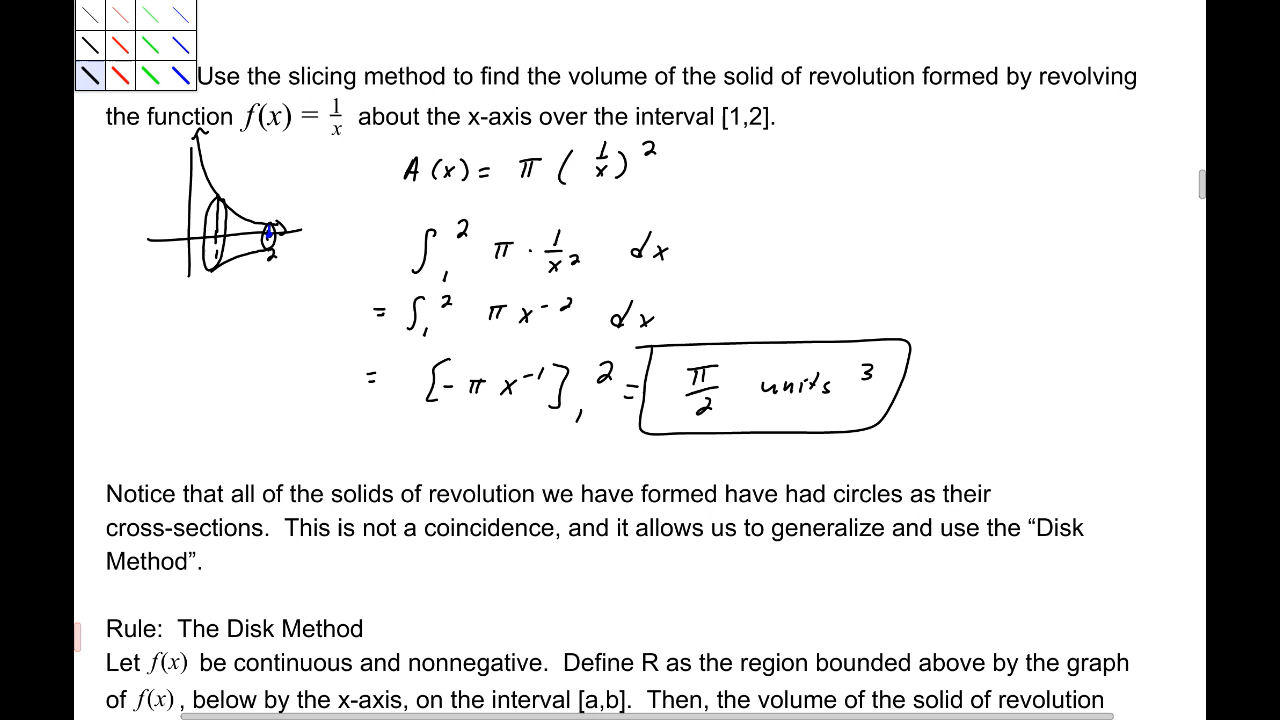 Use the slicing method to find the volume of the solid of revolution formed by revolving
the function f(x) = 1/x about the x-axis over the interval [1,2].
A(x) = π (1/x)²
∫₁² π · 1/x² dx
2
= ∫₁² π x⁻² dx
= [-π x⁻¹]₁² = π/2 units³
Notice that all of the solids of revolution we have formed have had circles as their
cross-sections. This is not a coincidence, and it allows us to generalize and use the “Disk
Method”.
Rule: The Disk Method
Let f(x) be continuous and nonnegative. Define R as the region bounded above by the graph
of f(x), below by the x-axis, on the interval [a,b]. Then, the volume of the solid of revolution